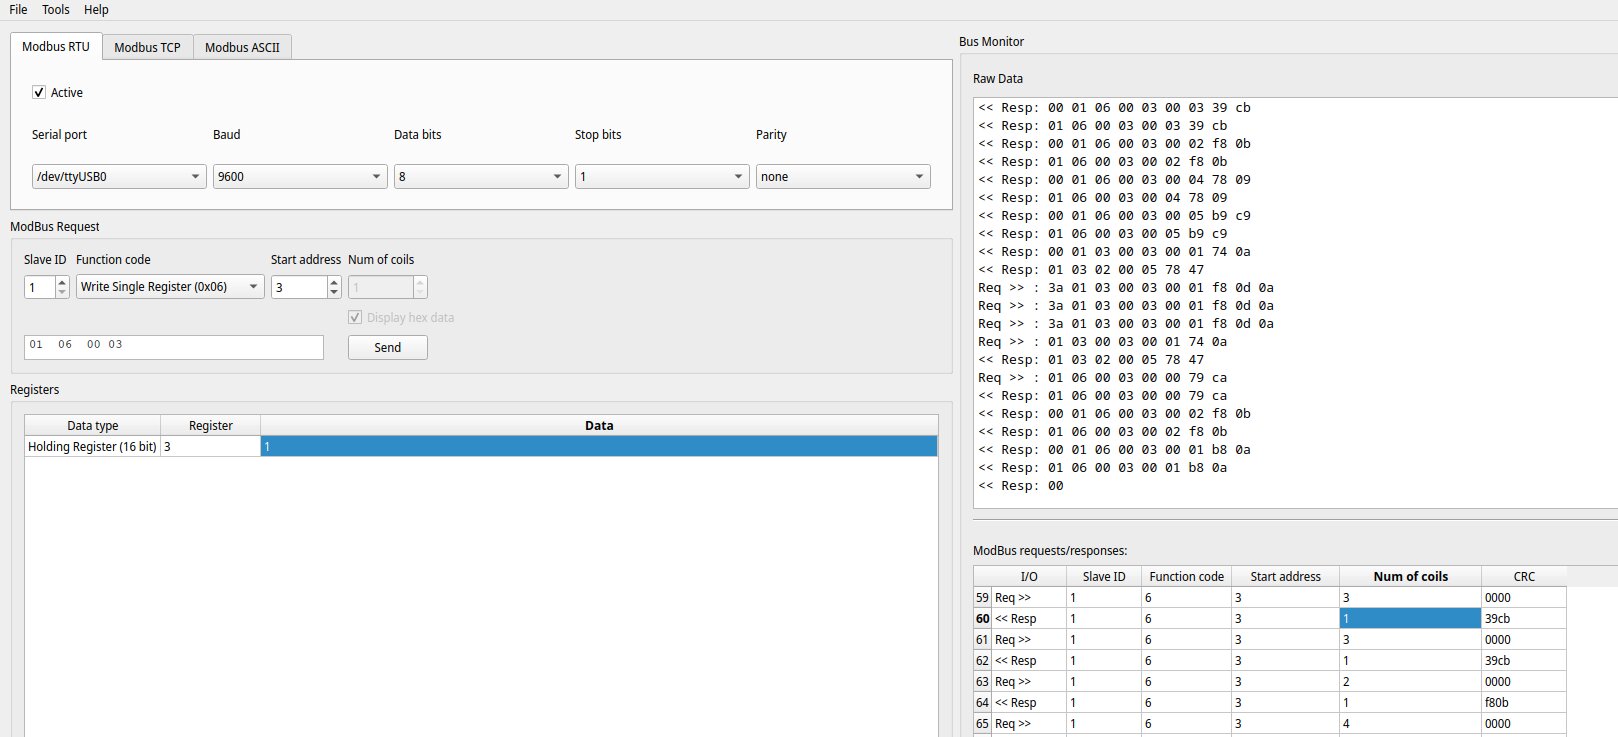 File Tools Help
Modbus RTU Modbus TCP Modbus ASCII
Active
Serial port Baud Data bits Stop bits Parity
/dev/ttyUSB0 9600 8 1 none
ModBus Request
Slave ID Function code Start address Num of coils
1 Write Single Register (0x06) 3 1
Display hex data
01 06 00 03 Send
Registers
Data type Register Data
Holding Register (16 bit) 3 1
Bus Monitor
Raw Data
<< Resp: 00 01 06 00 03 00 03 39 cb
<< Resp: 01 06 00 03 00 03 39 cb
<< Resp: 00 01 06 00 03 00 02 f8 0b
<< Resp: 01 06 00 03 00 02 f8 0b
<< Resp: 00 01 06 00 03 00 04 78 09
<< Resp: 01 06 00 03 00 04 78 09
<< Resp: 00 01 06 00 03 00 05 b9 c9
<< Resp: 01 06 00 03 00 05 b9 c9
<< Resp: 00 01 03 00 03 00 01 74 0a
<< Resp: 01 03 02 00 05 78 47
Req >> : 3a 01 03 00 03 00 01 f8 0d 0a
Req >> : 3a 01 03 00 03 00 01 f8 0d 0a
Req >> : 3a 01 03 00 03 00 01 f8 0d 0a
Req >> : 01 03 00 03 00 01 74 0a
<< Resp: 01 03 02 00 05 78 47
Req >> : 01 06 00 03 00 00 79 ca
<< Resp: 01 06 00 03 00 00 79 ca
<< Resp: 00 01 06 00 03 00 02 f8 0b
<< Resp: 01 06 00 03 00 02 f8 0b
<< Resp: 00 01 06 00 03 00 01 b8 0a
<< Resp: 01 06 00 03 00 01 b8 0a
<< Resp: 00
ModBus requests/responses:
I/O Slave ID Function code Start address Num of coils CRC
59 Req >> 1 6 3 3 0000
60 << Resp 1 6 3 1 39cb
61 Req >> 1 6 3 3 0000
62 << Resp 1 6 3 1 39cb
63 Req >> 1 6 3 2 0000
64 << Resp 1 6 3 1 f80b
65 Req >> 1 6 3 4 0000